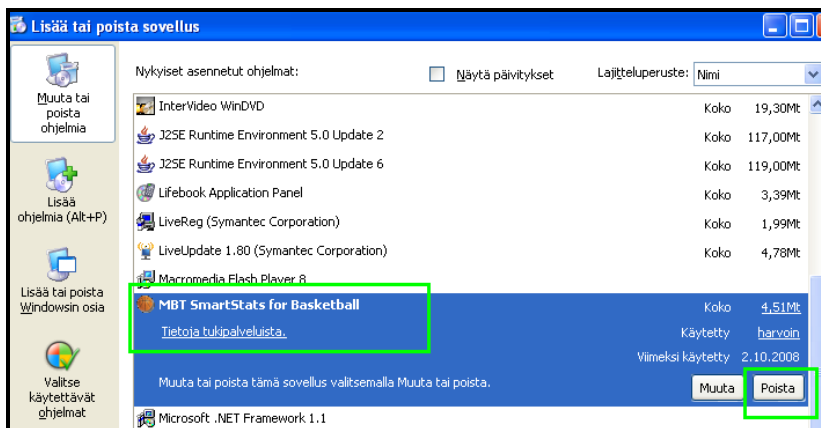 Lisää tai poista sovellus
Muuta tai
poista
ohjelmia
Lisää
ohjelmia (Alt+P)
Lisää tai poista
Windowsin osia
Valitse
käytettävät
ohjelmat
Nykyiset asennetut ohjelmat:
Näytä päivitykset
Lajitteluperuste: Nimi
InterVideo WinDVD Koko 19,30Mt
J2SE Runtime Environment 5.0 Update 2 Koko 117,00Mt
J2SE Runtime Environment 5.0 Update 6 Koko 119,00Mt
Lifebook Application Panel Koko 3,39Mt
LiveReg (Symantec Corporation) Koko 1,99Mt
LiveUpdate 1.80 (Symantec Corporation) Koko 4,78Mt
Macromedia Flash Player 8
MBT SmartStats for Basketball Koko 4,51Mt
Tietoja tukipalveluista. Käytetty harvoin
Viimeksi käytetty 2.10.2008
Muuta tai poista tämä sovellus valitsemalla Muuta tai poista. Muuta Poista
Microsoft .NET Framework 1.1